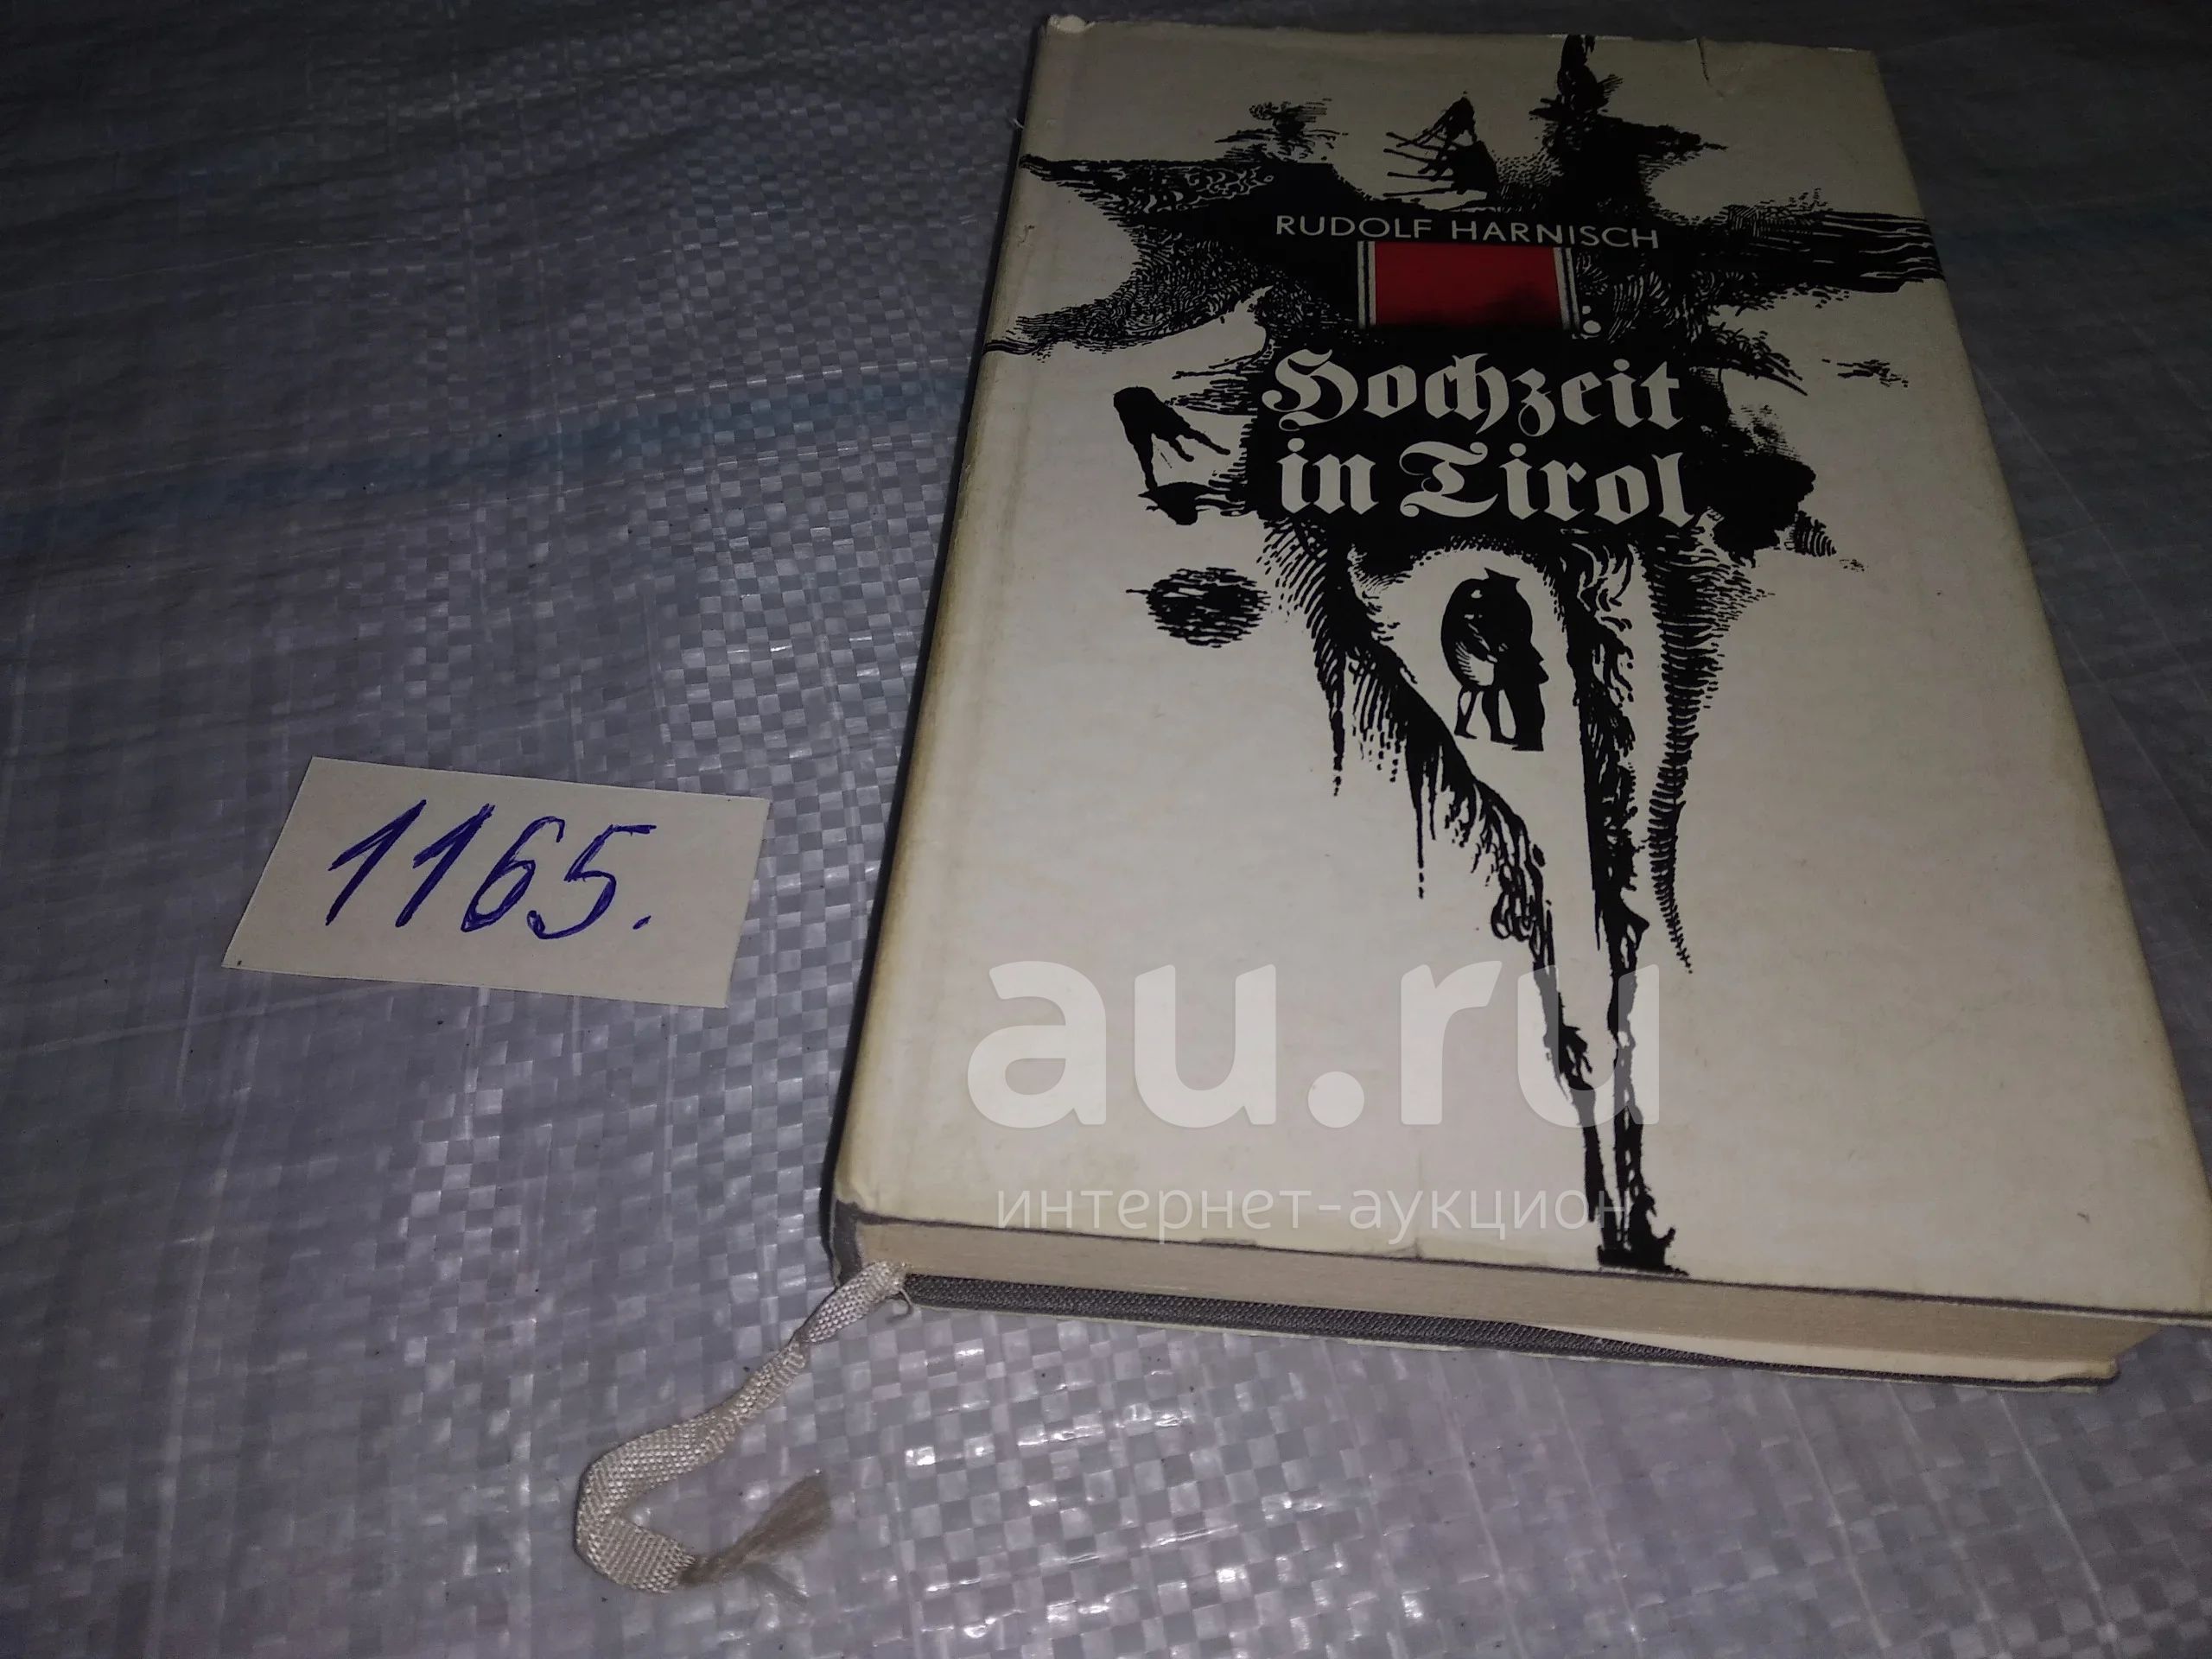 RUDOLF HARNISCH
Hochzeit
in Tirol
1165.
au.ru
интернет-аукцион